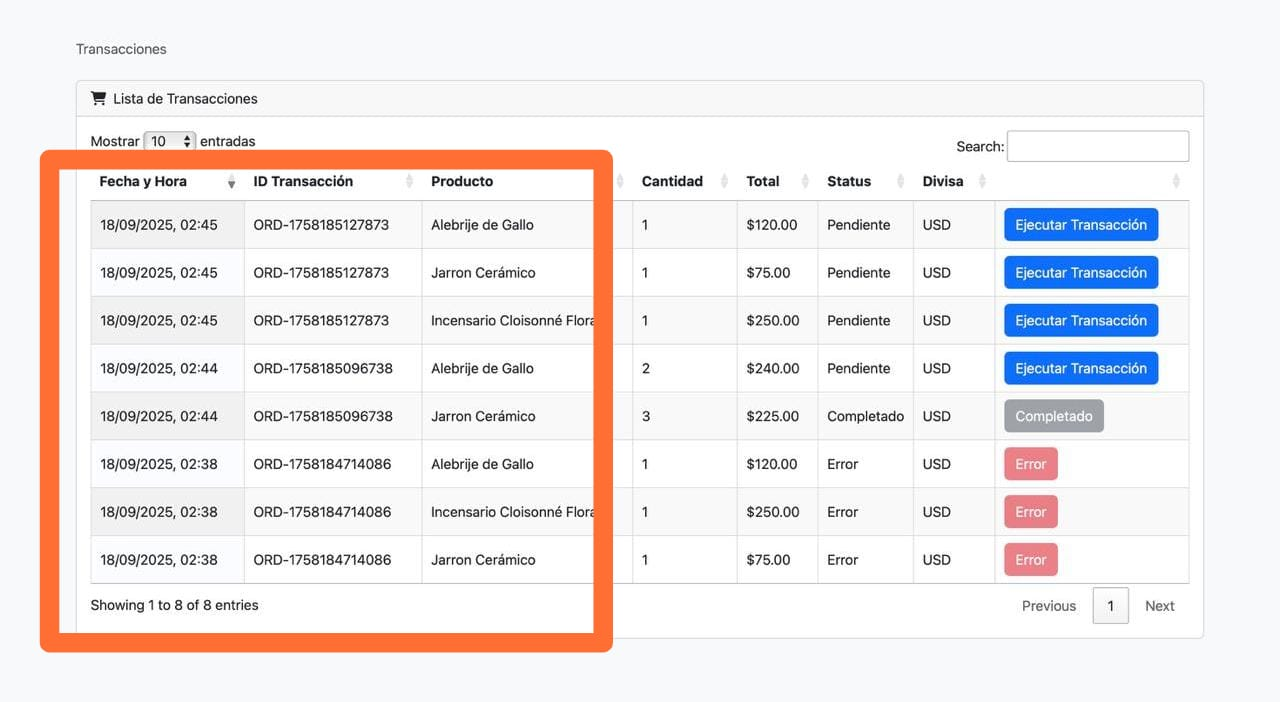 Transacciones
Lista de Transacciones
Mostrar 10 entradas
Search:
Fecha y Hora ID Transacción Producto Cantidad Total Status Divisa
18/09/2025, 02:45 ORD-1758185127873 Alebrije de Gallo 1 $120.00 Pendiente USD Ejecutar Transacción
18/09/2025, 02:45 ORD-1758185127873 Jarron Cerámico 1 $75.00 Pendiente USD Ejecutar Transacción
18/09/2025, 02:45 ORD-1758185127873 Incensario Cloisonné Flora 1 $250.00 Pendiente USD Ejecutar Transacción
18/09/2025, 02:44 ORD-1758185096738 Alebrije de Gallo 2 $240.00 Pendiente USD Ejecutar Transacción
18/09/2025, 02:44 ORD-1758185096738 Jarron Cerámico 3 $225.00 Completado USD Completado
18/09/2025, 02:38 ORD-1758184714086 Alebrije de Gallo 1 $120.00 Error USD Error
18/09/2025, 02:38 ORD-1758184714086 Incensario Cloisonné Flora 1 $250.00 Error USD Error
18/09/2025, 02:38 ORD-1758184714086 Jarron Cerámico 1 $75.00 Error USD Error
Showing 1 to 8 of 8 entries
Previous 1 Next